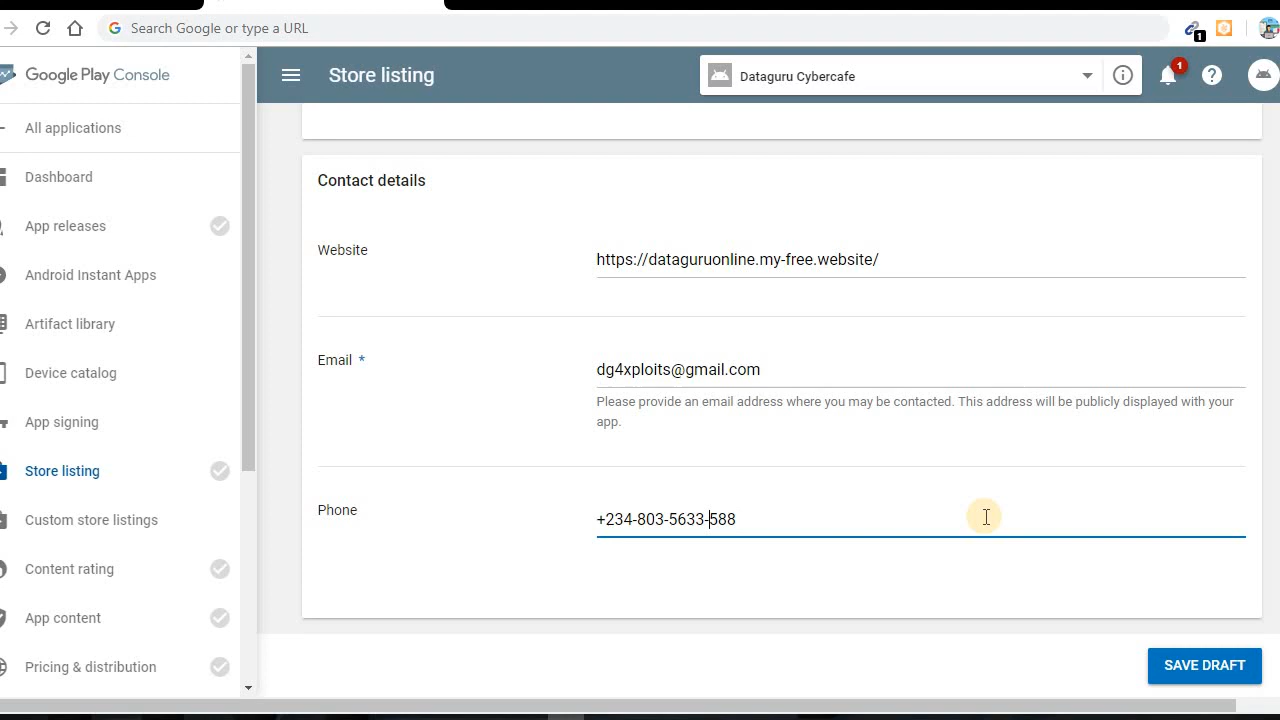 Search Google or type a URL
1
Google Play Console
Store listing
Dataguru Cybercafe
1
All applications
Dashboard
App releases
Android Instant Apps
Artifact library
Device catalog
App signing
Store listing
Custom store listings
Content rating
App content
Pricing & distribution
Contact details
Website
https://dataguruonline.my-free.website/
Email *
dg4xploits@gmail.com
Please provide an email address where you may be contacted. This address will be publicly displayed with your
app.
Phone
+234-803-5633-588
SAVE DRAFT